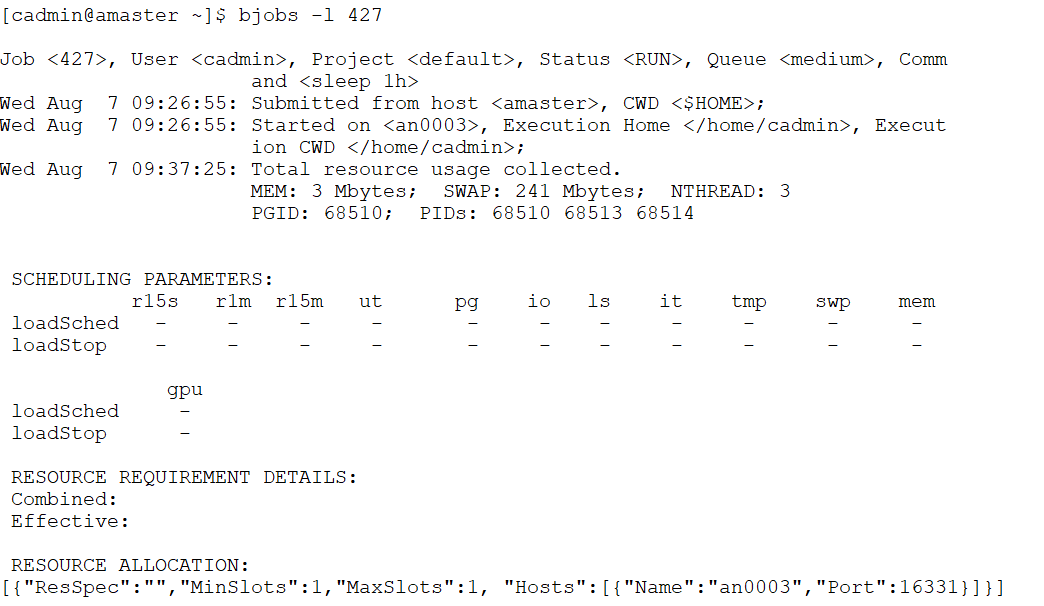 [cadmin@amaster ~]$ bjobs -l 427
Job <427>, User <cadmin>, Project <default>, Status <RUN>, Queue <medium>, Comm
and <sleep 1h>
Wed Aug  7 09:26:55: Submitted from host <amaster>, CWD <$HOME>;
Wed Aug  7 09:26:55: Started on <an0003>, Execution Home </home/cadmin>, Execut
ion CWD </home/cadmin>;
Wed Aug  7 09:37:25: Total resource usage collected.
MEM: 3 Mbytes;  SWAP: 241 Mbytes;  NTHREAD: 3
PGID: 68510;  PIDs: 68510 68513 68514
SCHEDULING PARAMETERS:
r15s   r1m  r15m   ut      pg    io   ls    it    tmp    swp    mem
loadSched   -     -     -     -       -     -    -     -     -      -      -
loadStop    -     -     -     -       -     -    -     -     -      -      -
gpu
loadSched     -
loadStop      -
RESOURCE REQUIREMENT DETAILS:
Combined:
Effective:
RESOURCE ALLOCATION:
[{"ResSpec":"","MinSlots":1,"MaxSlots":1, "Hosts":[{"Name":"an0003","Port":16331}]}]